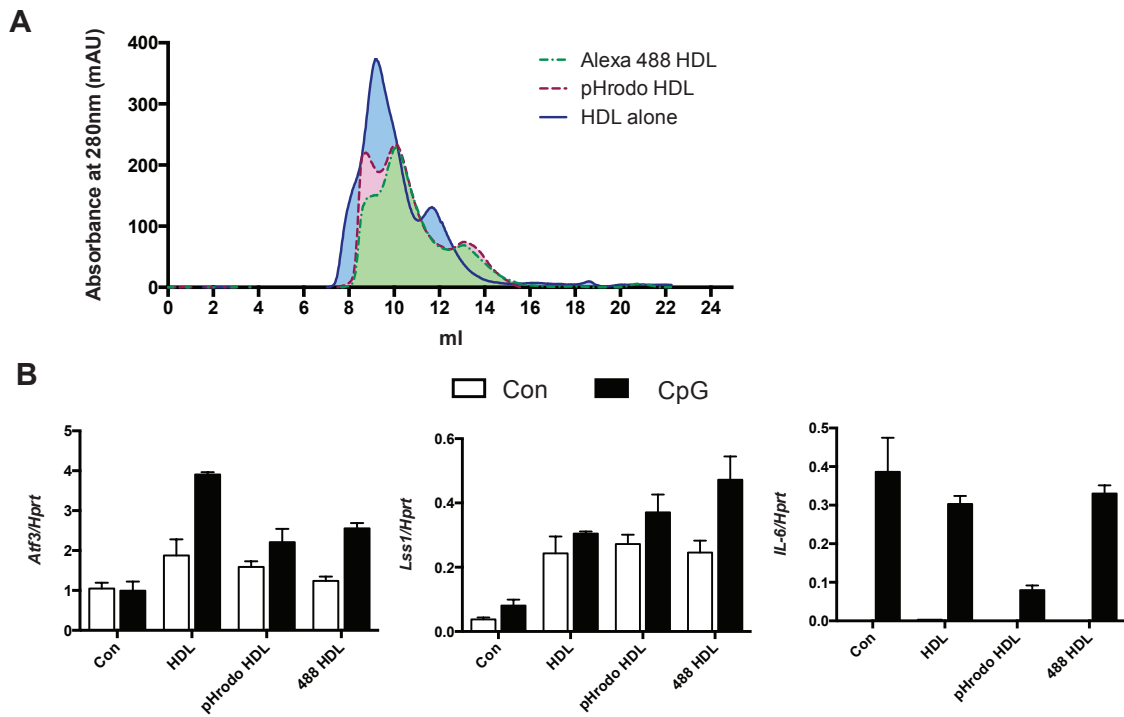 A
Absorbance at 280nm (mAU)
400
300
200
100
0
0 2 4 6 8 10 12 14 16 18 20 22 24
ml
Alexa 488 HDL
pHrodo HDL
HDL alone
B
Con CpG
Atf3/Hprt
5
4
3
2
1
0
Con HDL pHrodo HDL 488 HDL
Lss1/Hprt
0.6
0.4
0.2
0.0
Con HDL pHrodo HDL 488 HDL
IL-6/Hprt
0.5
0.4
0.3
0.2
0.1
0.0
Con HDL pHrodo HDL 488 HDL